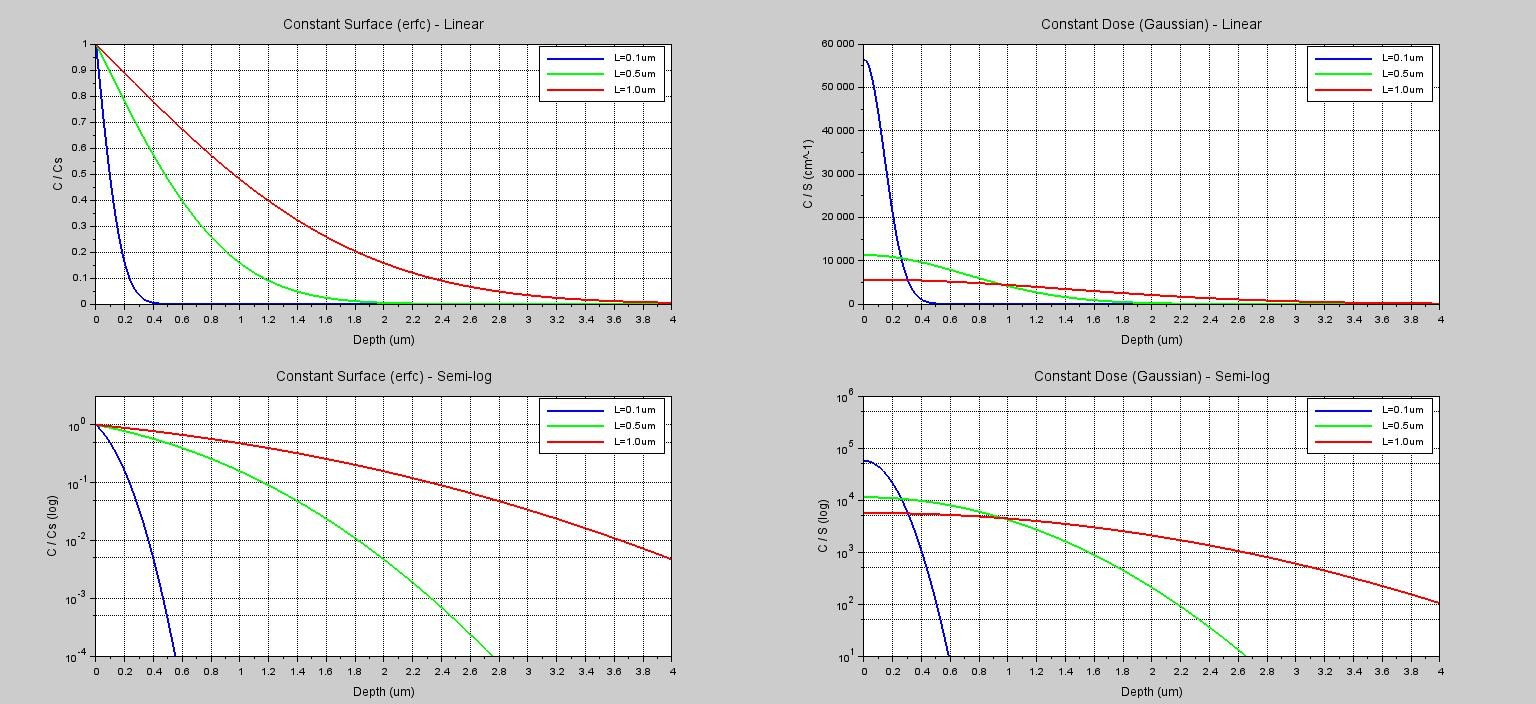 Constant Surface (erfc) - Linear
C / Cs
1
0.9
0.8
0.7
0.6
0.5
0.4
0.3
0.2
0.1
0
L=0.1um
L=0.5um
L=1.0um
0 0.2 0.4 0.6 0.8 1 1.2 1.4 1.6 1.8 2 2.2 2.4 2.6 2.8 3 3.2 3.4 3.6 3.8 4
Depth (um)
Constant Dose (Gaussian) - Linear
C / S (cm^-1)
60 000
50 000
40 000
30 000
20 000
10 000
0
L=0.1um
L=0.5um
L=1.0um
0 0.2 0.4 0.6 0.8 1 1.2 1.4 1.6 1.8 2 2.2 2.4 2.6 2.8 3 3.2 3.4 3.6 3.8 4
Depth (um)
Constant Surface (erfc) - Semi-log
C / Cs (log)
10^0
10^-1
10^-2
10^-3
10^-4
L=0.1um
L=0.5um
L=1.0um
0 0.2 0.4 0.6 0.8 1 1.2 1.4 1.6 1.8 2 2.2 2.4 2.6 2.8 3 3.2 3.4 3.6 3.8 4
Depth (um)
Constant Dose (Gaussian) - Semi-log
C / S (log)
10^6
10^5
10^4
10^3
10^2
10^1
L=0.1um
L=0.5um
L=1.0um
0 0.2 0.4 0.6 0.8 1 1.2 1.4 1.6 1.8 2 2.2 2.4 2.6 2.8 3 3.2 3.4 3.6 3.8 4
Depth (um)